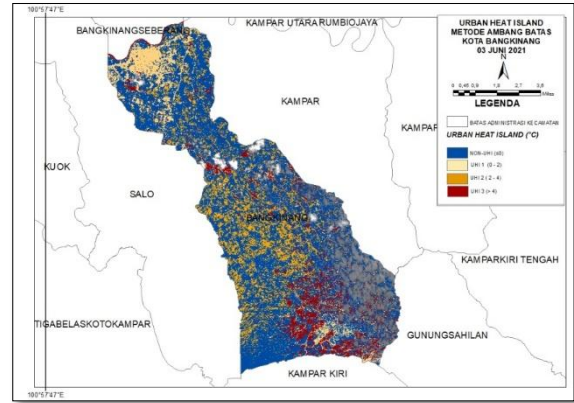 BANGKINANGSEBERANG
KAMPAR UTARA
RUMBIOJAYA
URBAN HEAT ISLAND
METODE AMBANG BATAS
KOTA BANGKINANG
03 JUNI 2021
N
Miles
LEGENDA
BATAS ADMINISTRASI KECAMATAN
URBAN HEAT ISLAND (°C)
NON-UHI (≤0)
UHI 1 (0 - 2)
UHI 2 (2 - 4)
UHI 3 (> 4)
KAMPAR
KAMPAR
KUOK
SALO
BANGKINANG
KAMPARKIRI TENGAH
TIGABELASKOTOKAMPAR
GUNUNGSAHILAN
KAMPAR KIRI
100°57'47"E
100°57'47"E